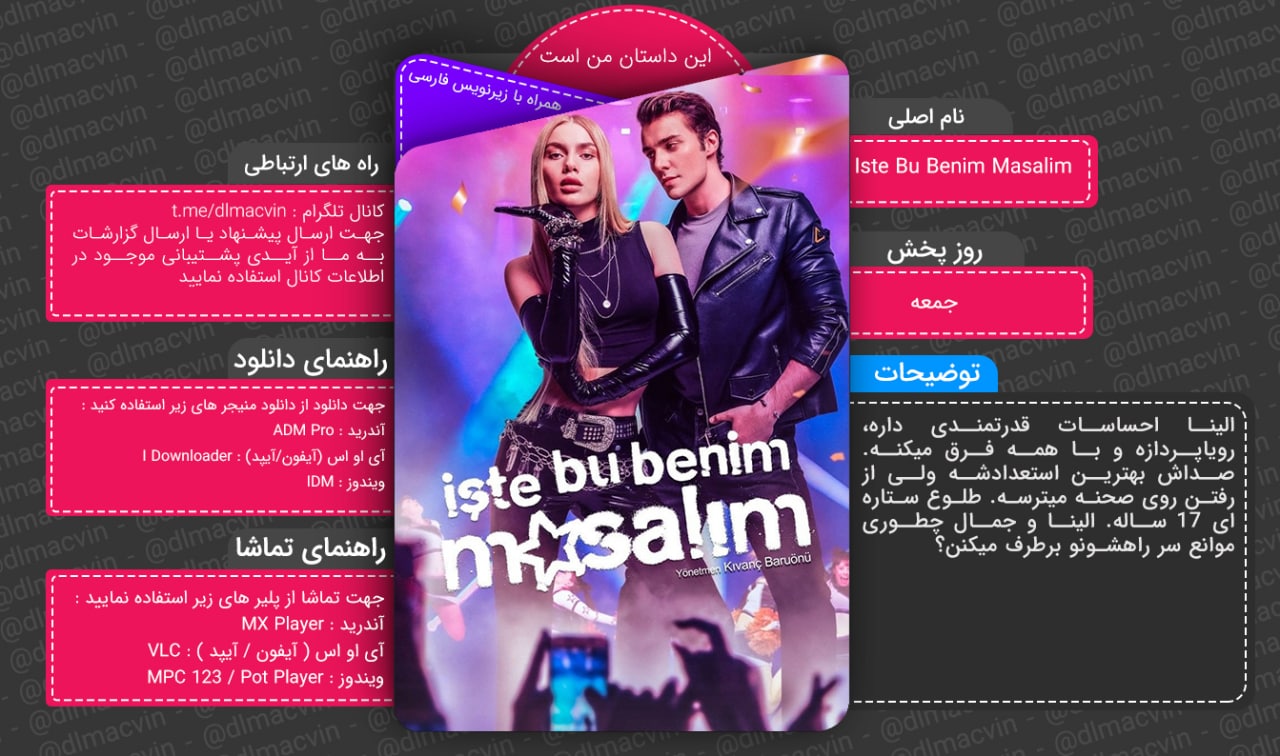 این داستان من است
همراه با زیرنویس فارسی
نام اصلی
Iste Bu Benim Masalim
روز پخش
جمعه
توضیحات
الینا احساسات قدرتمندی داره،
رویاپردازه و با همه فرق میکنه.
صداش بهترین استعدادشه ولی از
رفتن روی صحنه میترسه. طلوع ستاره
ای 17 ساله. الینا و جمال چطوری
موانع سر راهشونو برطرف میکنن؟
راه های ارتباطی
کانال تلگرام : t.me/dlmacvin
جهت ارسال پیشنهاد یا ارسال گزارشات
به ما از آیدی پشتیبانی موجود در
اطلاعات کانال استفاده نمایید
راهنمای دانلود
جهت دانلود از دانلود منیجر های زیر استفاده کنید :
آندرید : ADM Pro
آی او اس (آیفون/آیپد) : I Downloader
ویندوز : IDM
راهنمای تماشا
جهت تماشا از پلیر های زیر استفاده نمایید :
آندرید : MX Player
آی او اس ( آیفون / آیپد ) : VLC
ویندوز : MPC 123 / Pot Player
işte bu benim
masalım
Yönetmen Kıvanç Baruönü
@dlmacvin - @dlmacvin - @dlmacvin